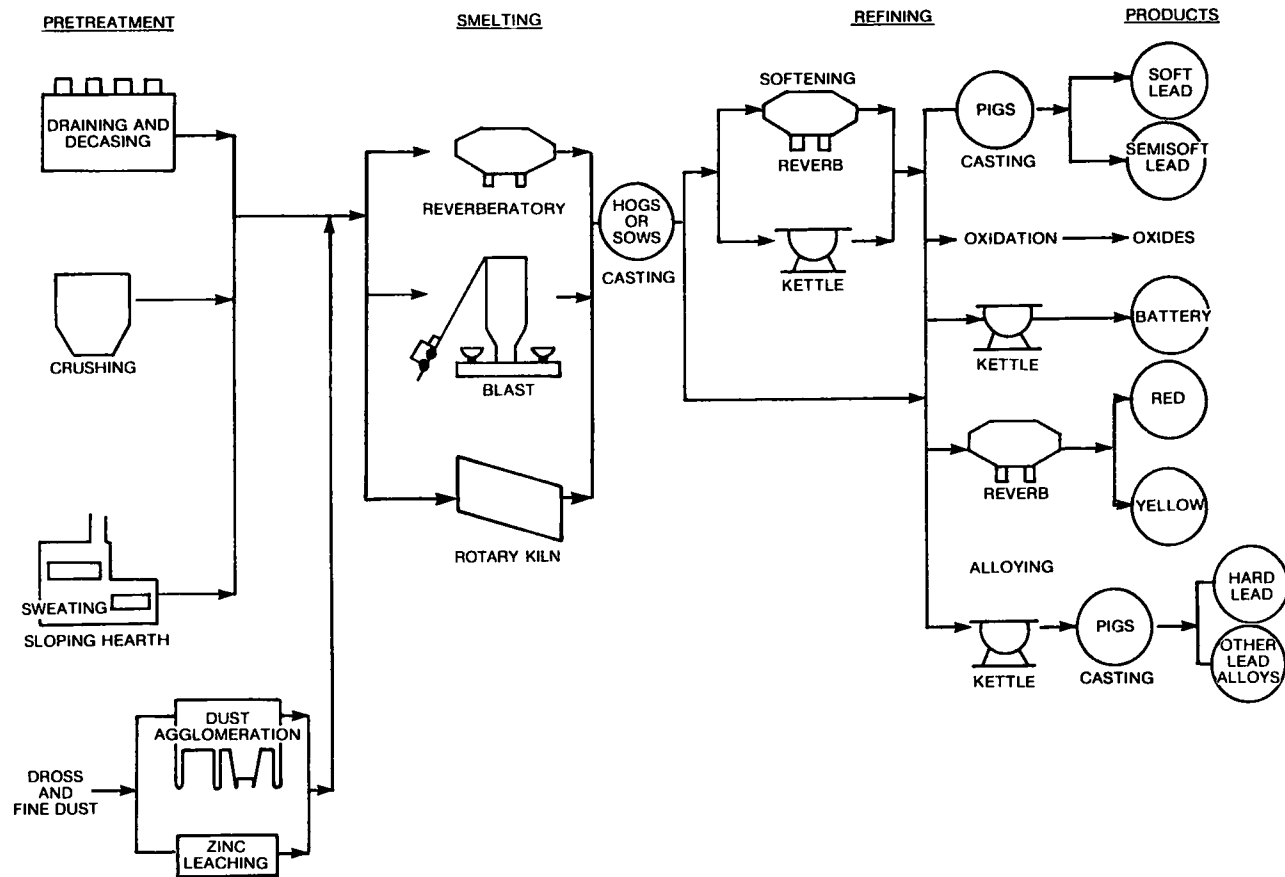 PRETREATMENT
SMELTING
REFINING
PRODUCTS
DRAINING AND
DECASING
CRUSHING
SWEATING
SLOPING HEARTH
DROSS
AND
FINE DUST
DUST
AGGLOMERATION
ZINC
LEACHING
REVERBERATORY
BLAST
ROTARY KILN
HOGS
OR
SOWS
CASTING
SOFTENING
REVERB
KETTLE
PIGS
CASTING
SOFT
LEAD
SEMISOFT
LEAD
OXIDATION
OXIDES
KETTLE
BATTERY
REVERB
RED
YELLOW
ALLOYING
KETTLE
PIGS
CASTING
HARD
LEAD
OTHER
LEAD
ALLOYS